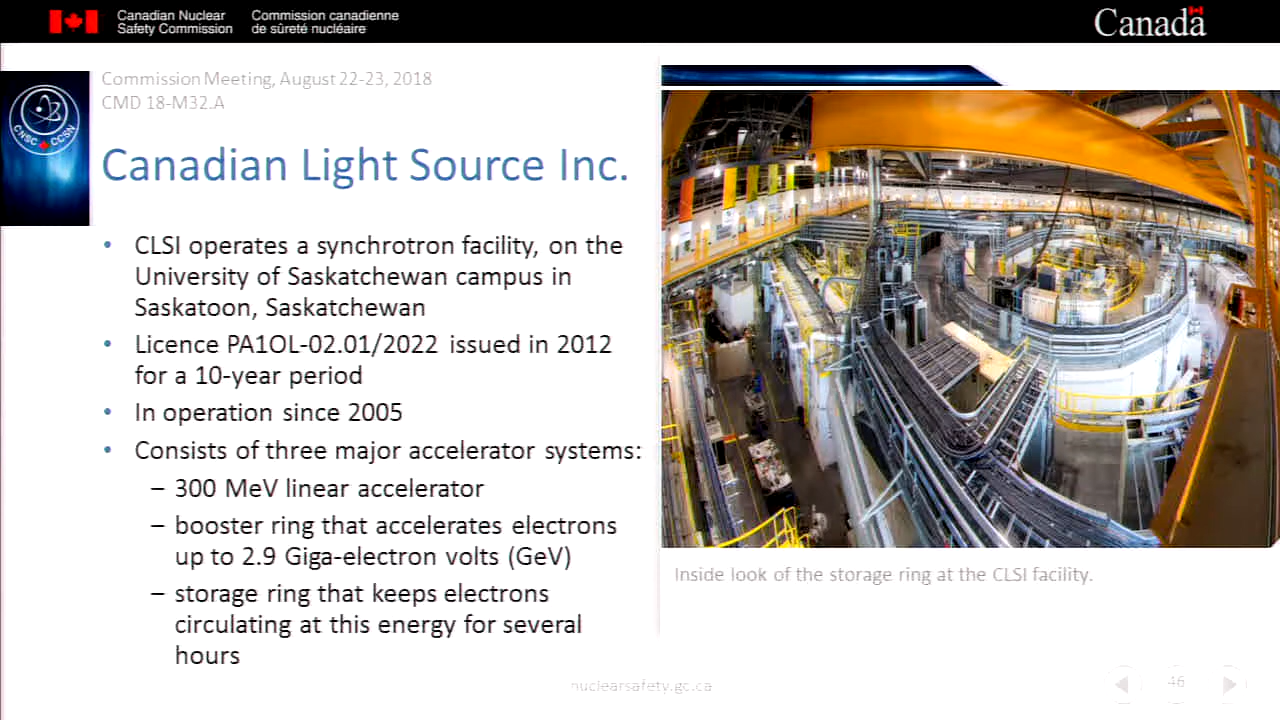 Canadian Nuclear
Safety Commission
Commission canadienne
de sûreté nucléaire
Canada
Commission Meeting, August 22-23, 2018
CMD 18-M32.A
CNSC CCSN
Canadian Light Source Inc.
• CLSI operates a synchrotron facility, on the
University of Saskatchewan campus in
Saskatoon, Saskatchewan
• Licence PA1OL-02.01/2022 issued in 2012
for a 10-year period
• In operation since 2005
• Consists of three major accelerator systems:
– 300 MeV linear accelerator
– booster ring that accelerates electrons
up to 2.9 Giga-electron volts (GeV)
– storage ring that keeps electrons
circulating at this energy for several
hours
Inside look of the storage ring at the CLSI facility.
nuclearsafety.gc.ca
46